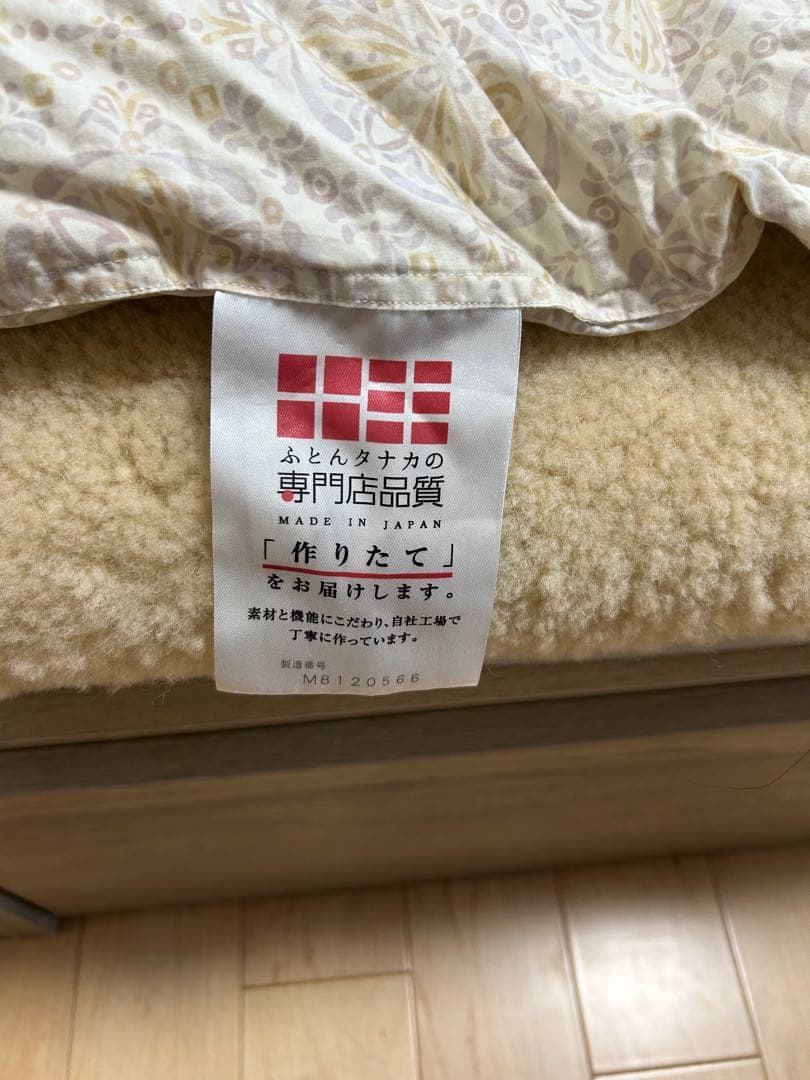 ふとんタナカの
専門店品質
MADE IN JAPAN
「作りたて」
をお届けします。
素材と機能にこだわり、自社工場で
丁寧に作っています。
製造番号
M8120566